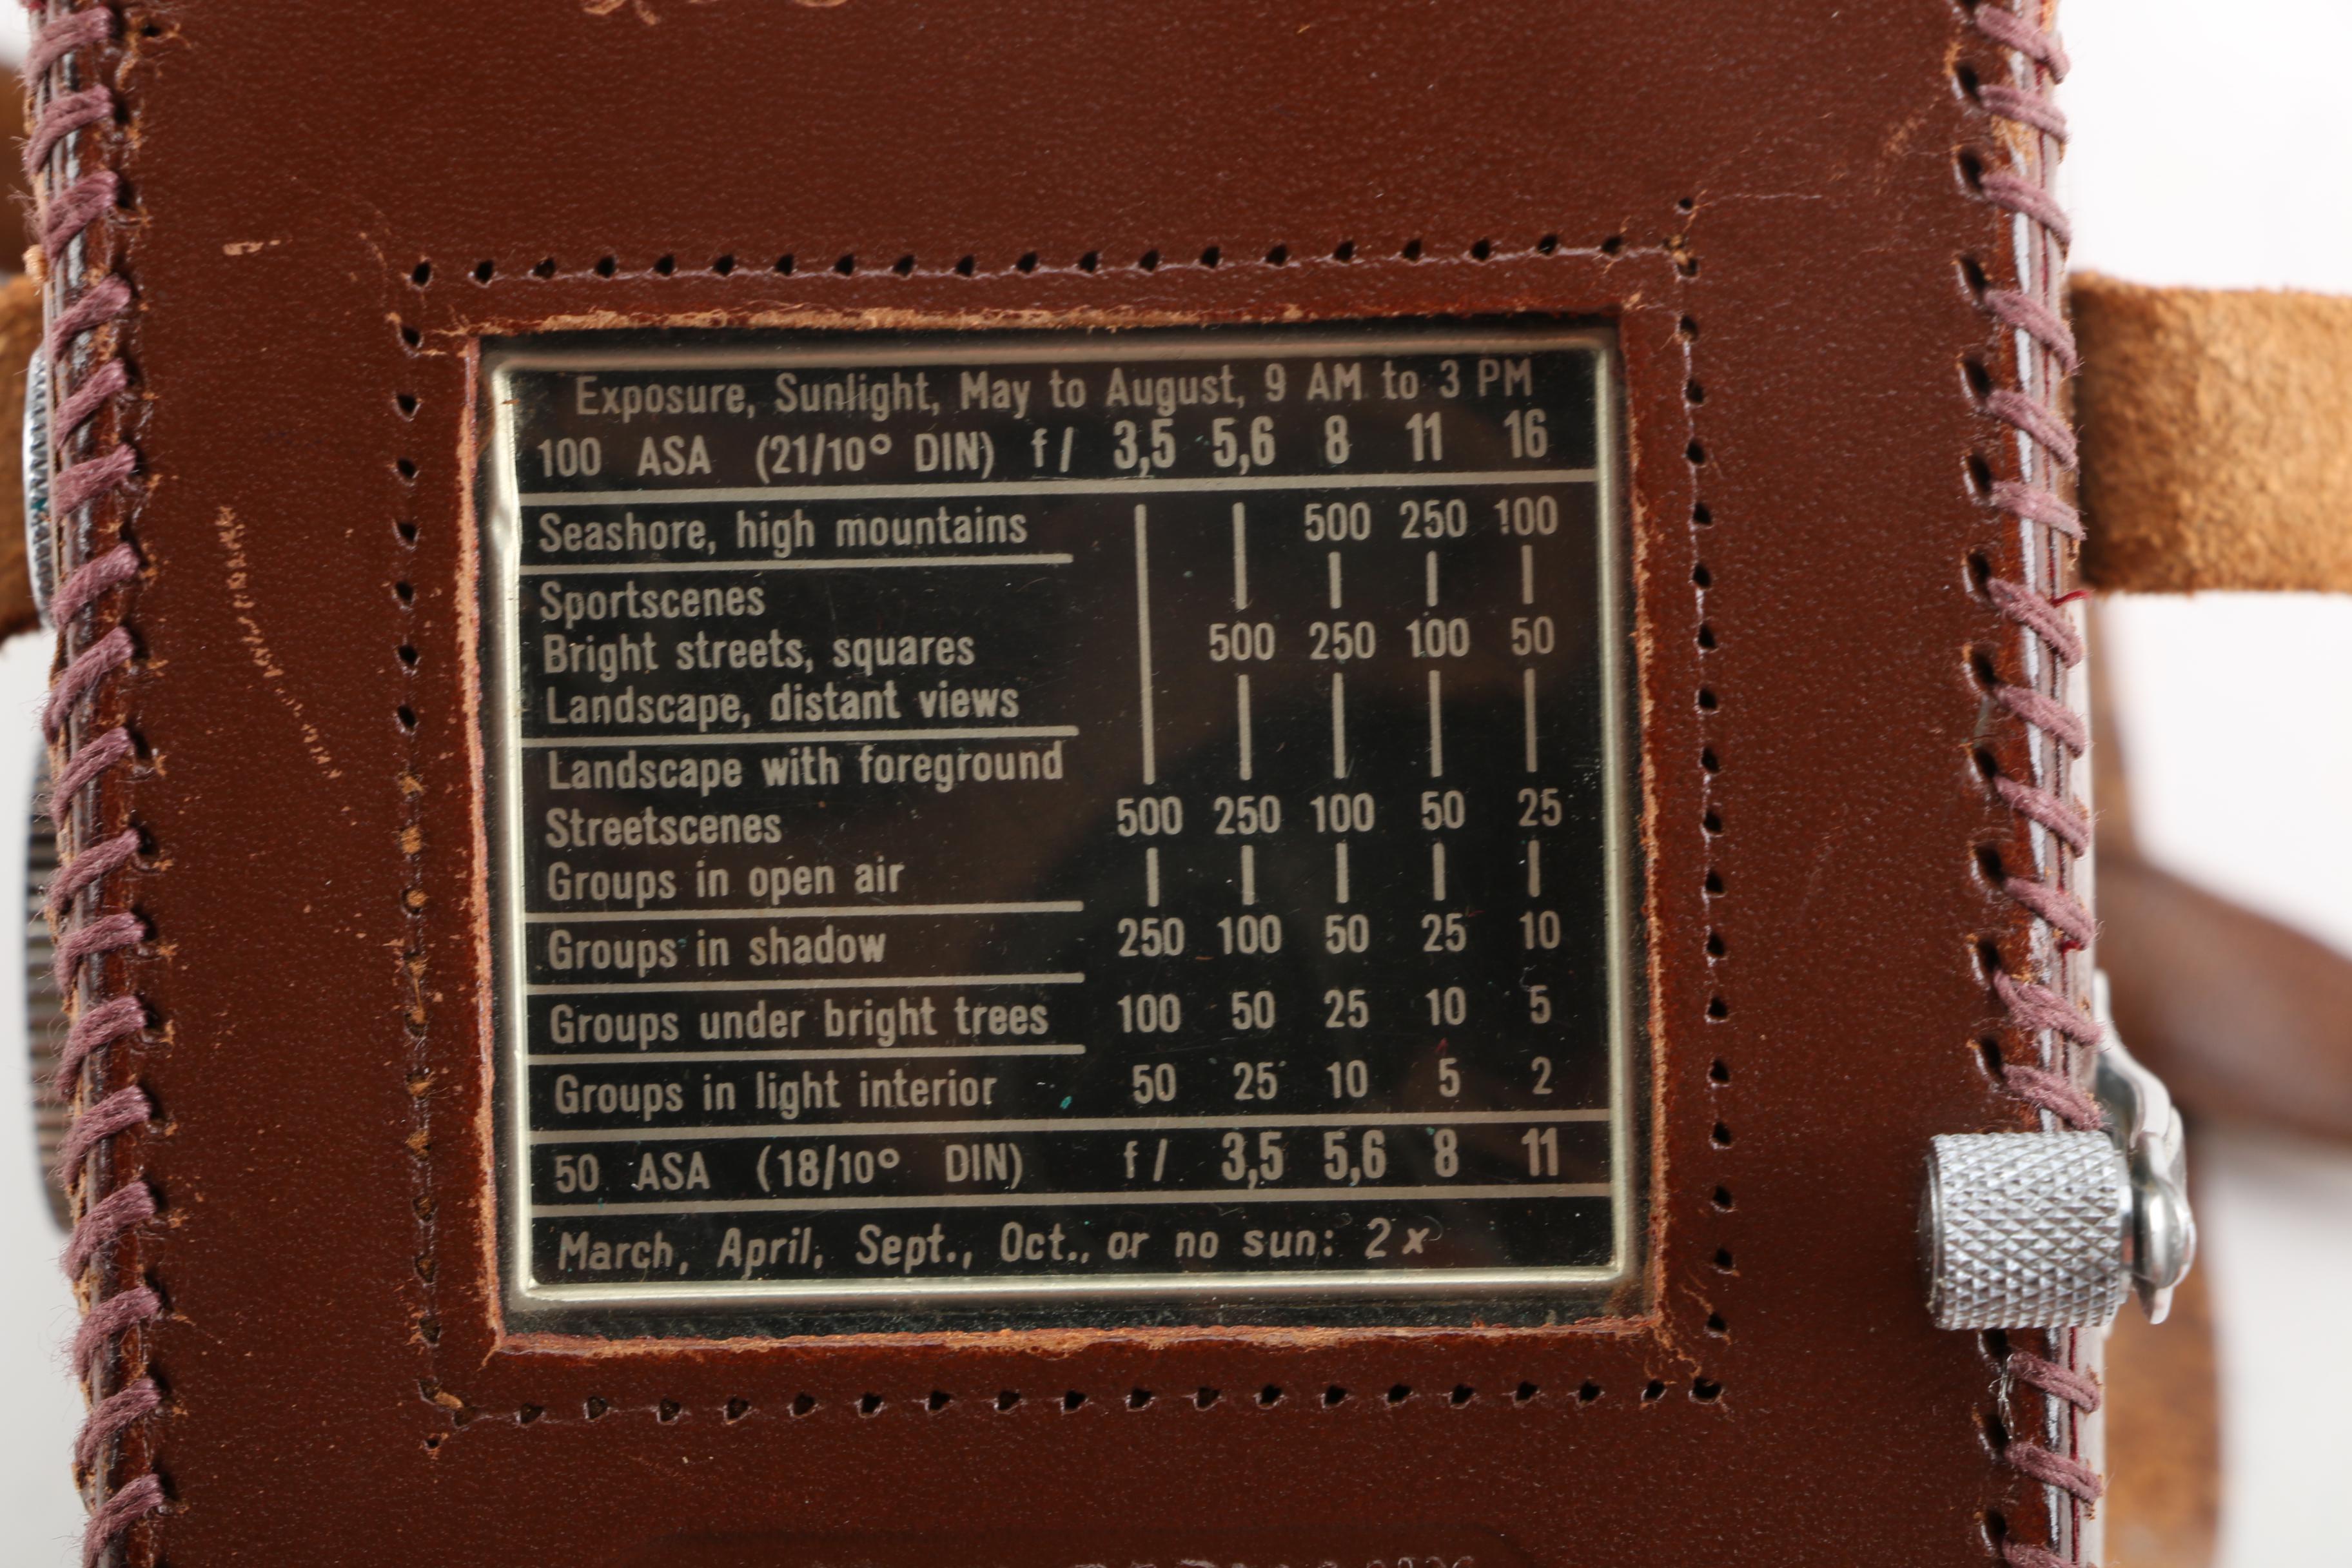 Exposure, Sunlight, May to August, 9 AM to 3 PM
100 ASA (21/10° DIN) f/ 3,5 5,6 8 11 16
Seashore, high mountains 500 250 100
Sportscenes
Bright streets, squares 500 250 100 50
Landscape, distant views
Landscape with foreground
Streetscenes 500 250 100 50 25
Groups in open air
Groups in shadow 250 100 50 25 10
Groups under bright trees 100 50 25 10 5
Groups in light interior 50 25 10 5 2
50 ASA (18/10° DIN) f/ 3,5 5,6 8 11
March, April, Sept., Oct., or no sun: 2x